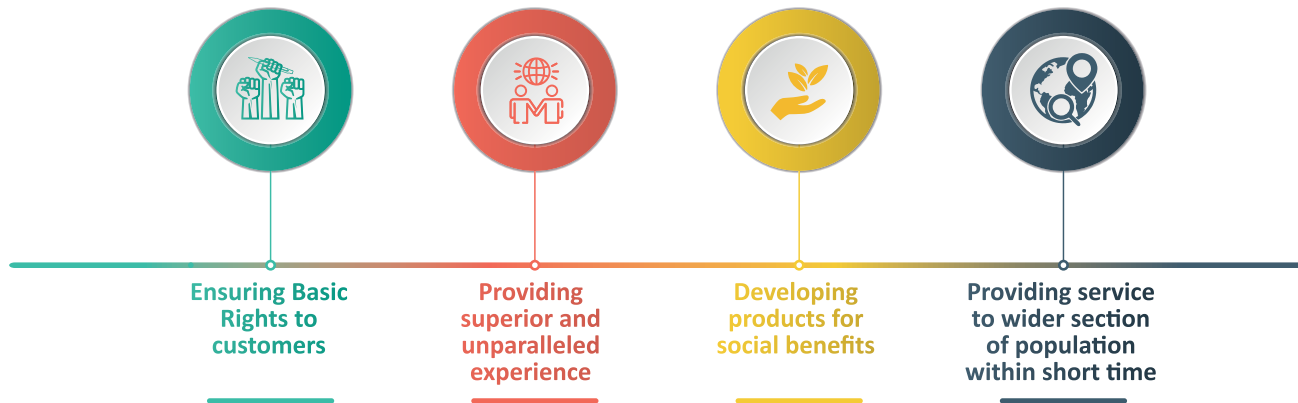 Ensuring Basic
Rights to
customers
Providing
superior and
unparalleled
experience
Developing
products for
social benefits
Providing service
to wider section
of population
within short time